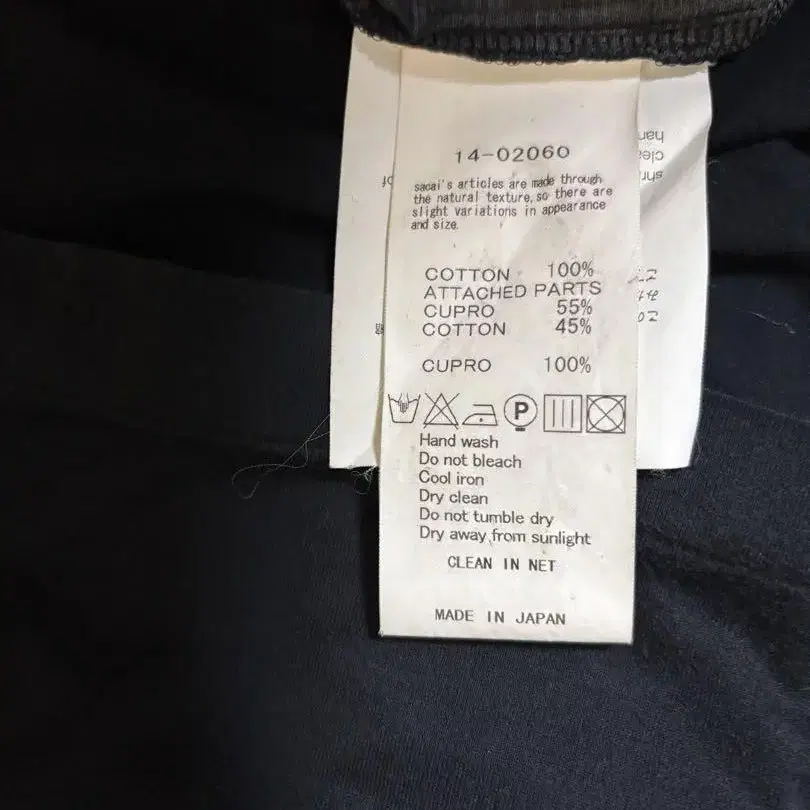 14-02060
sacai's articles are made through
the natural texture, so there are
slight variations in appearance
and size.
COTTON 100%
ATTACHED PARTS
CUPRO 55%
COTTON 45%
CUPRO 100%
P
Hand wash
Do not bleach
Cool iron
Dry clean
Do not tumble dry
Dry away from sunlight
CLEAN IN NET
MADE IN JAPAN